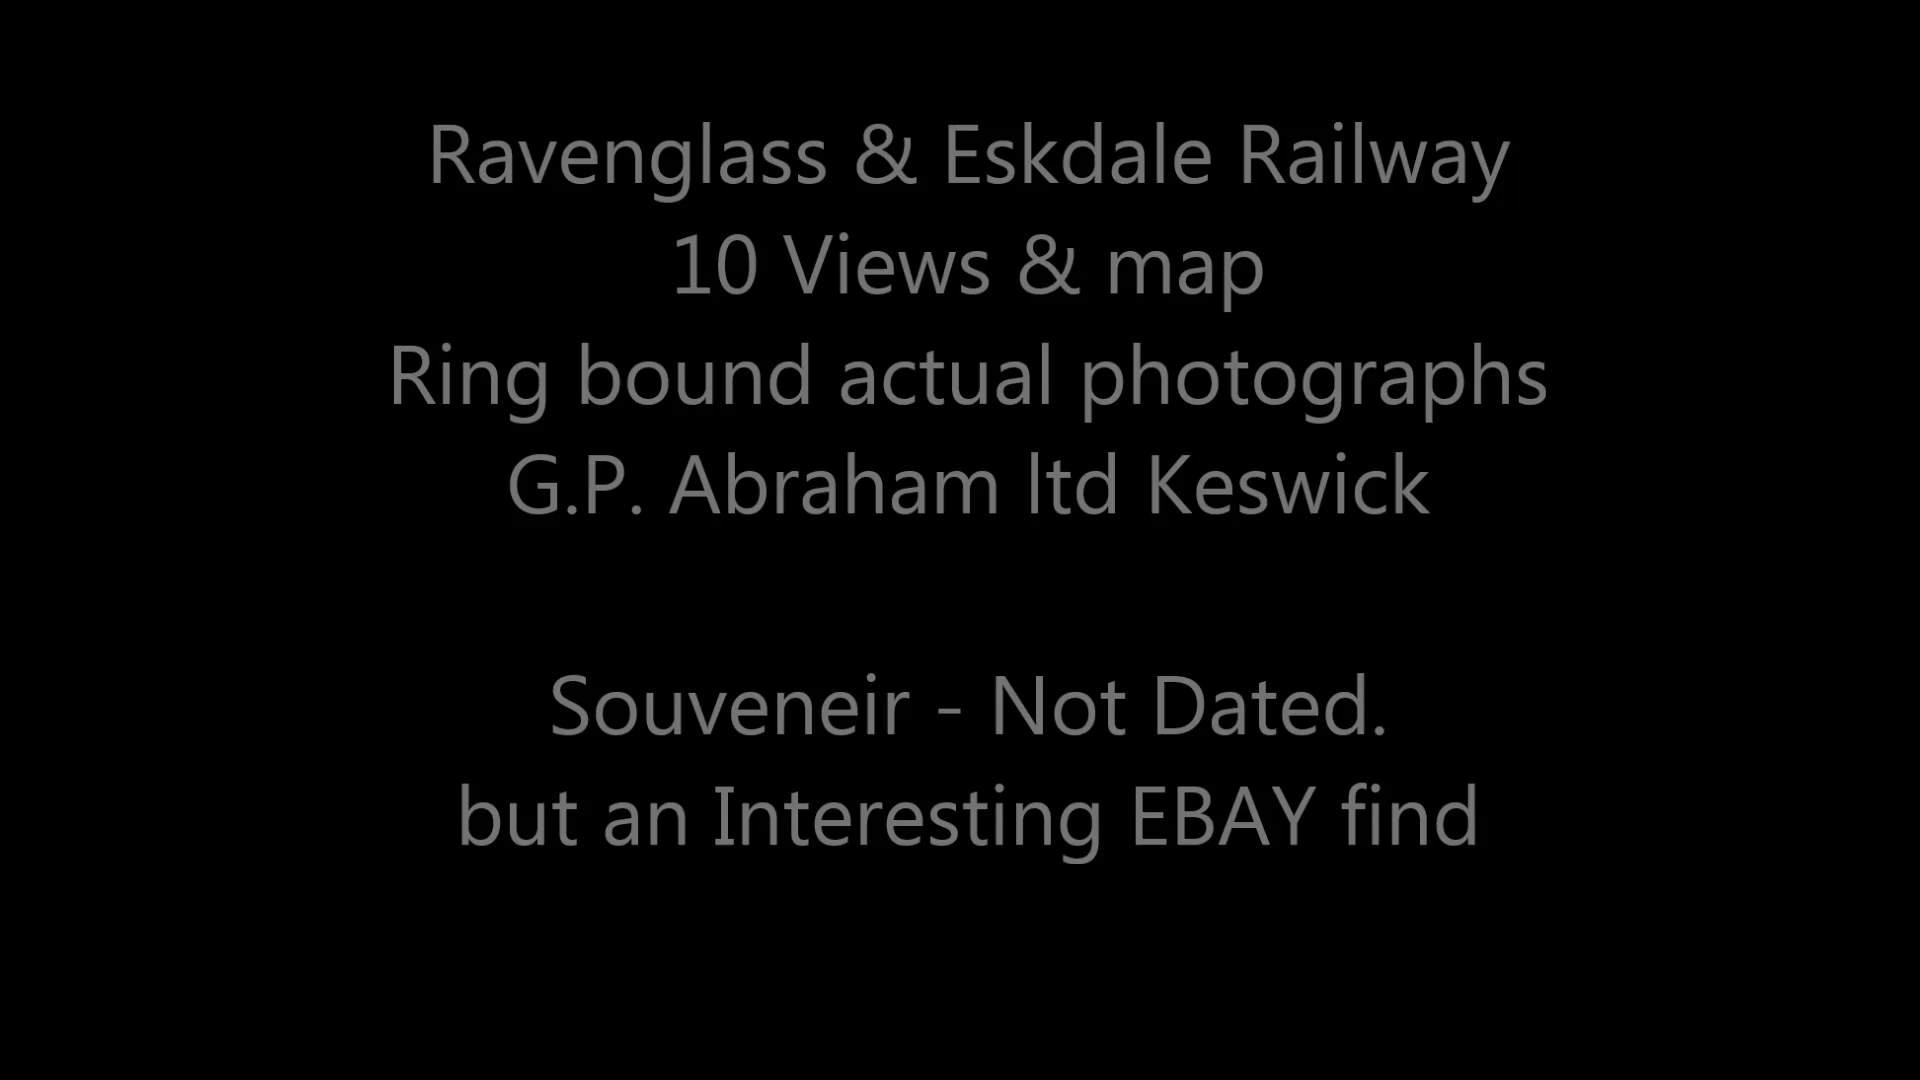 Ravenglass & Eskdale Railway
10 Views & map
Ring bound actual photographs
G.P. Abraham ltd Keswick
Souveneir - Not Dated.
but an Interesting EBAY find